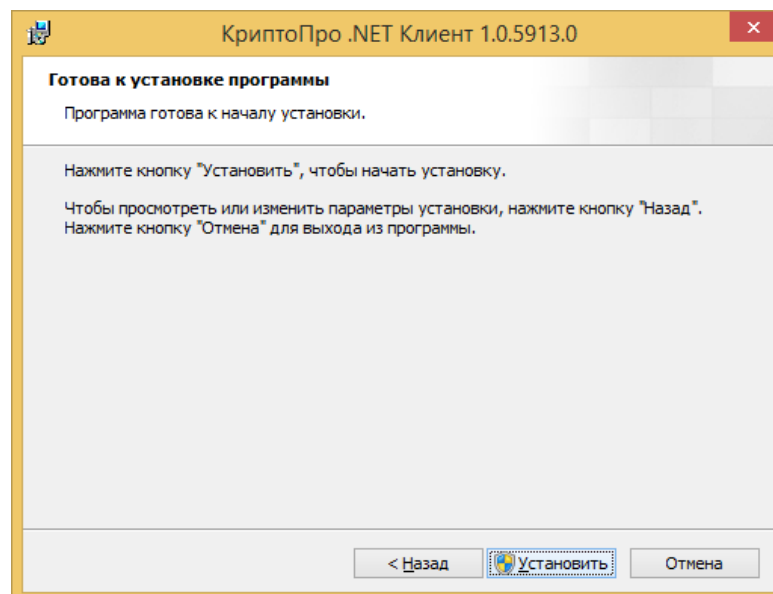 КриптоПро .NET Клиент 1.0.5913.0
Готова к установке программы
Программа готова к началу установки.
Нажмите кнопку "Установить", чтобы начать установку.
Чтобы просмотреть или изменить параметры установки, нажмите кнопку "Назад".
Нажмите кнопку "Отмена" для выхода из программы.
< Назад Установить Отмена